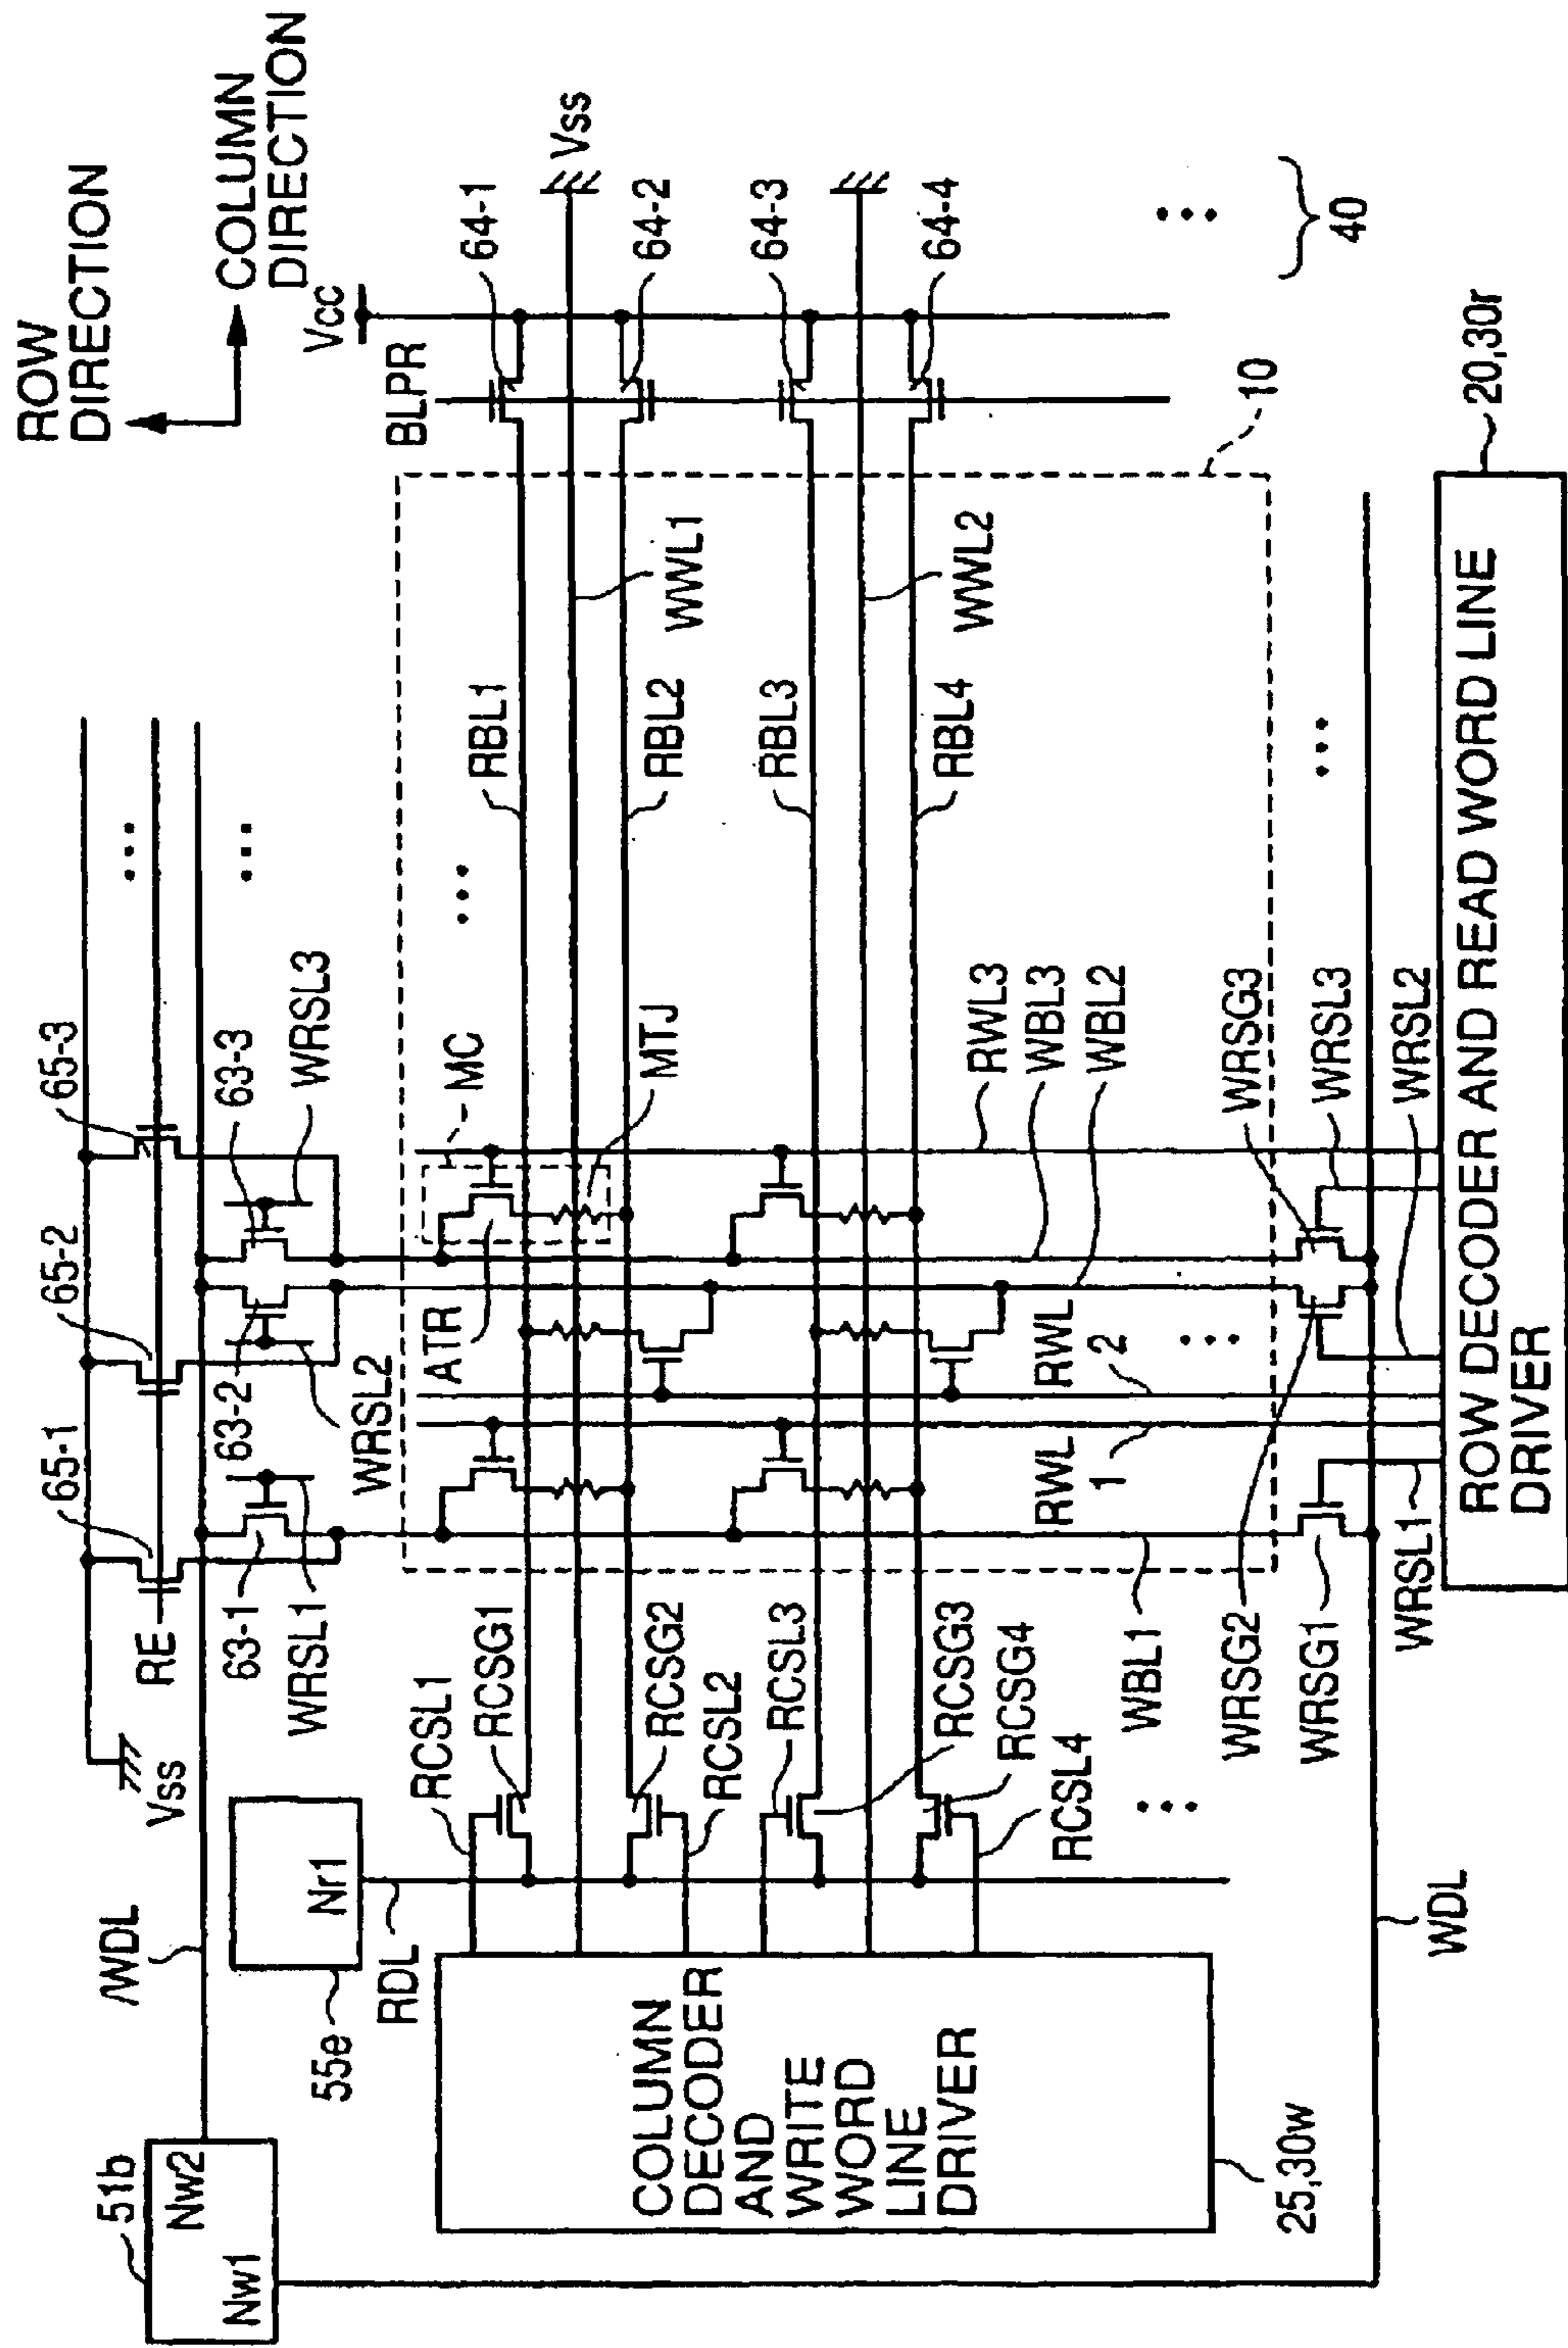 ROW
DIRECTION
COLUMN
DIRECTION
51b
Nw2
Nw1
/WDL
Vss
RE
65-1
65-2
65-3
63-1
WRSL1
63-2
WRSL2
63-3
WRSL3
Vcc
BLPR
55e
Nr1
RDL
RCSL1
RCSG1
RCSG2
RCSL2
RCSL3
RCSG3
RCSG4
RCSL4
MC
ATR
MTJ
RBL1
WWL1
RBL2
RBL3
WWL2
RBL4
64-1
Vss
64-2
64-3
64-4
40
10
COLUMN
DECODER
AND
WRITE
WORD
LINE
DRIVER
25,30w
RWL
1
RWL
2
RWL3
WBL3
WBL2
WBL1
WRSG2
WRSG1
WRSG3
WRSL3
WRSL2
WRSL1
WDL
20,30r
ROW DECODER AND READ WORD LINE
DRIVER